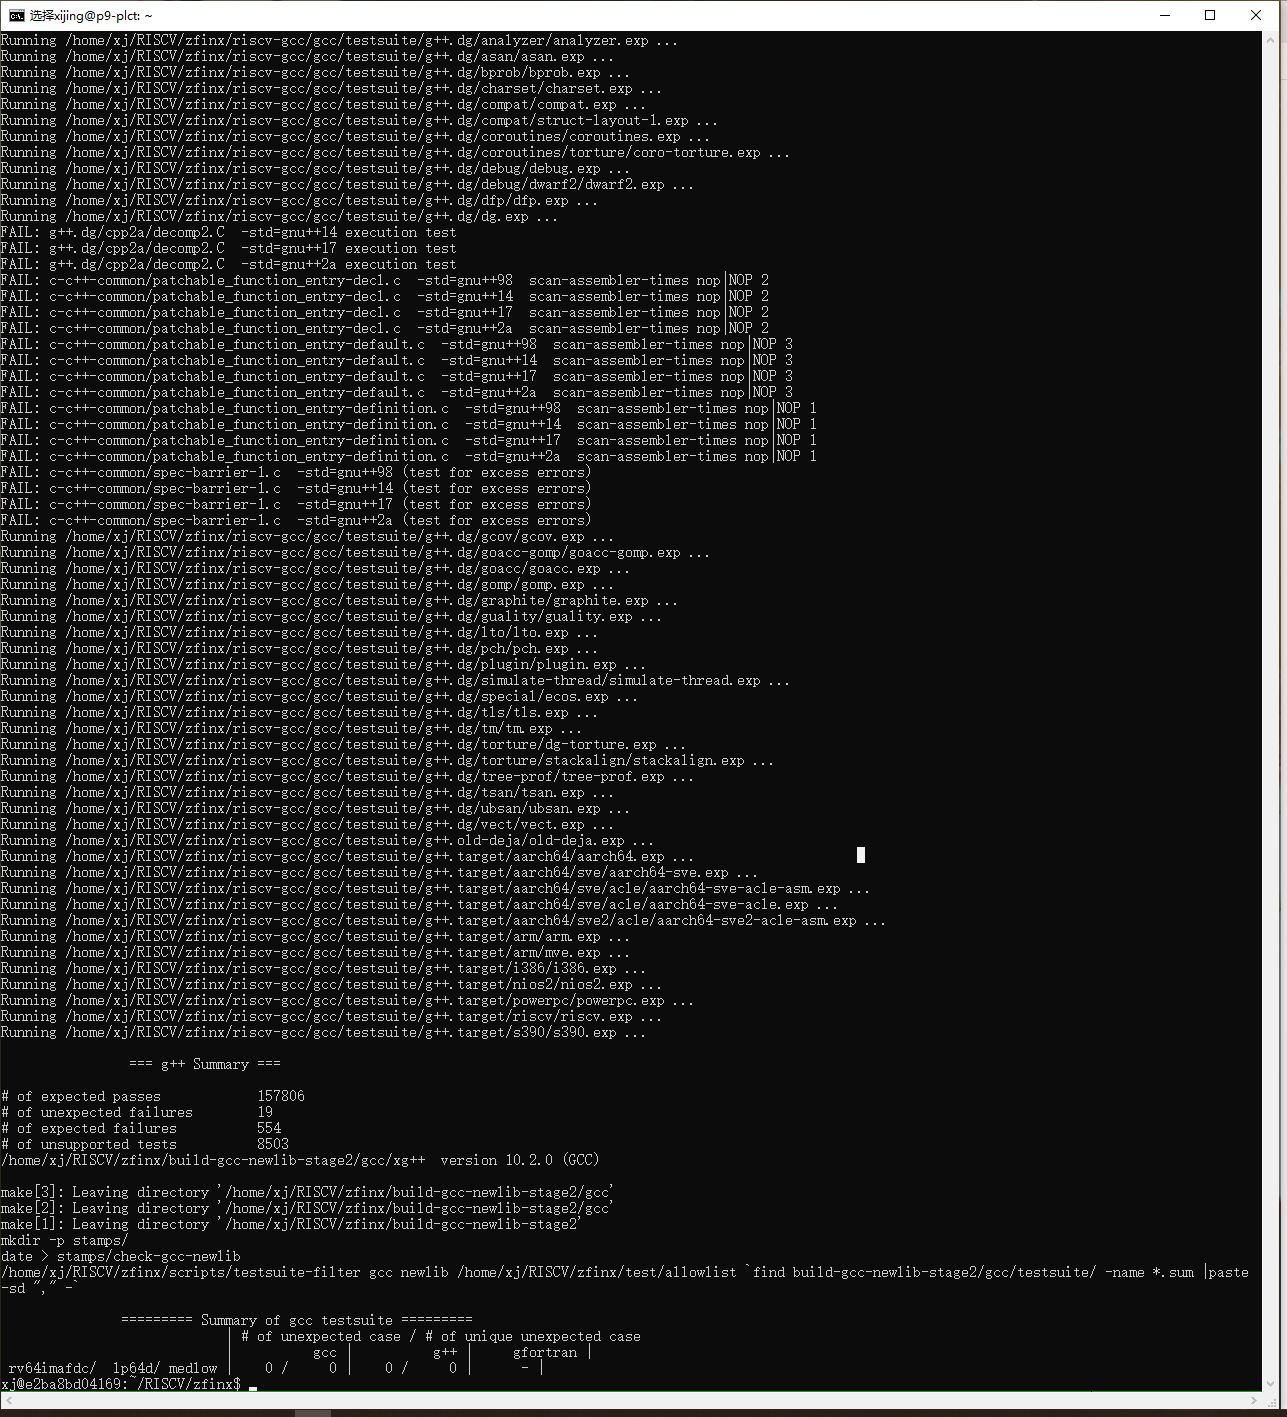 选择xijing@p9-plct: ~
Running /home/xj/RISCV/zfinx/riscv-gcc/gcc/testsuite/g++.dg/analyzer/analyzer.exp ...
Running /home/xj/RISCV/zfinx/riscv-gcc/gcc/testsuite/g++.dg/asan/asan.exp ...
Running /home/xj/RISCV/zfinx/riscv-gcc/gcc/testsuite/g++.dg/bprob/bprob.exp ...
Running /home/xj/RISCV/zfinx/riscv-gcc/gcc/testsuite/g++.dg/charset/charset.exp ...
Running /home/xj/RISCV/zfinx/riscv-gcc/gcc/testsuite/g++.dg/compat/compat.exp ...
Running /home/xj/RISCV/zfinx/riscv-gcc/gcc/testsuite/g++.dg/compat/struct-layout-1.exp ...
Running /home/xj/RISCV/zfinx/riscv-gcc/gcc/testsuite/g++.dg/coroutines/coroutines.exp ...
Running /home/xj/RISCV/zfinx/riscv-gcc/gcc/testsuite/g++.dg/coroutines/torture/coro-torture.exp ...
Running /home/xj/RISCV/zfinx/riscv-gcc/gcc/testsuite/g++.dg/debug/debug.exp ...
Running /home/xj/RISCV/zfinx/riscv-gcc/gcc/testsuite/g++.dg/debug/dwarf2/dwarf2.exp ...
Running /home/xj/RISCV/zfinx/riscv-gcc/gcc/testsuite/g++.dg/dfp/dfp.exp ...
Running /home/xj/RISCV/zfinx/riscv-gcc/gcc/testsuite/g++.dg/dg.exp ...
FAIL: g++.dg/cpp2a/decomp2.C  -std=gnu++14 execution test
FAIL: g++.dg/cpp2a/decomp2.C  -std=gnu++17 execution test
FAIL: g++.dg/cpp2a/decomp2.C  -std=gnu++2a execution test
FAIL: c-c++-common/patchable_function_entry-decl.c  -std=gnu++98  scan-assembler-times nop|NOP 2
FAIL: c-c++-common/patchable_function_entry-decl.c  -std=gnu++14  scan-assembler-times nop|NOP 2
FAIL: c-c++-common/patchable_function_entry-decl.c  -std=gnu++17  scan-assembler-times nop|NOP 2
FAIL: c-c++-common/patchable_function_entry-decl.c  -std=gnu++2a  scan-assembler-times nop|NOP 2
FAIL: c-c++-common/patchable_function_entry-default.c  -std=gnu++98  scan-assembler-times nop|NOP 3
FAIL: c-c++-common/patchable_function_entry-default.c  -std=gnu++14  scan-assembler-times nop|NOP 3
FAIL: c-c++-common/patchable_function_entry-default.c  -std=gnu++17  scan-assembler-times nop|NOP 3
FAIL: c-c++-common/patchable_function_entry-default.c  -std=gnu++2a  scan-assembler-times nop|NOP 3
FAIL: c-c++-common/patchable_function_entry-definition.c  -std=gnu++98  scan-assembler-times nop|NOP 1
FAIL: c-c++-common/patchable_function_entry-definition.c  -std=gnu++14  scan-assembler-times nop|NOP 1
FAIL: c-c++-common/patchable_function_entry-definition.c  -std=gnu++17  scan-assembler-times nop|NOP 1
FAIL: c-c++-common/patchable_function_entry-definition.c  -std=gnu++2a  scan-assembler-times nop|NOP 1
FAIL: c-c++-common/spec-barrier-1.c  -std=gnu++98 (test for excess errors)
FAIL: c-c++-common/spec-barrier-1.c  -std=gnu++14 (test for excess errors)
FAIL: c-c++-common/spec-barrier-1.c  -std=gnu++17 (test for excess errors)
FAIL: c-c++-common/spec-barrier-1.c  -std=gnu++2a (test for excess errors)
Running /home/xj/RISCV/zfinx/riscv-gcc/gcc/testsuite/g++.dg/gcov/gcov.exp ...
Running /home/xj/RISCV/zfinx/riscv-gcc/gcc/testsuite/g++.dg/goacc-gomp/goacc-gomp.exp ...
Running /home/xj/RISCV/zfinx/riscv-gcc/gcc/testsuite/g++.dg/goacc/goacc.exp ...
Running /home/xj/RISCV/zfinx/riscv-gcc/gcc/testsuite/g++.dg/gomp/gomp.exp ...
Running /home/xj/RISCV/zfinx/riscv-gcc/gcc/testsuite/g++.dg/graphite/graphite.exp ...
Running /home/xj/RISCV/zfinx/riscv-gcc/gcc/testsuite/g++.dg/guality/guality.exp ...
Running /home/xj/RISCV/zfinx/riscv-gcc/gcc/testsuite/g++.dg/lto/lto.exp ...
Running /home/xj/RISCV/zfinx/riscv-gcc/gcc/testsuite/g++.dg/pch/pch.exp ...
Running /home/xj/RISCV/zfinx/riscv-gcc/gcc/testsuite/g++.dg/plugin/plugin.exp ...
Running /home/xj/RISCV/zfinx/riscv-gcc/gcc/testsuite/g++.dg/simulate-thread/simulate-thread.exp ...
Running /home/xj/RISCV/zfinx/riscv-gcc/gcc/testsuite/g++.dg/special/ecos.exp ...
Running /home/xj/RISCV/zfinx/riscv-gcc/gcc/testsuite/g++.dg/tls/tls.exp ...
Running /home/xj/RISCV/zfinx/riscv-gcc/gcc/testsuite/g++.dg/tm/tm.exp ...
Running /home/xj/RISCV/zfinx/riscv-gcc/gcc/testsuite/g++.dg/torture/dg-torture.exp ...
Running /home/xj/RISCV/zfinx/riscv-gcc/gcc/testsuite/g++.dg/torture/stackalign/stackalign.exp ...
Running /home/xj/RISCV/zfinx/riscv-gcc/gcc/testsuite/g++.dg/tree-prof/tree-prof.exp ...
Running /home/xj/RISCV/zfinx/riscv-gcc/gcc/testsuite/g++.dg/tsan/tsan.exp ...
Running /home/xj/RISCV/zfinx/riscv-gcc/gcc/testsuite/g++.dg/ubsan/ubsan.exp ...
Running /home/xj/RISCV/zfinx/riscv-gcc/gcc/testsuite/g++.dg/vect/vect.exp ...
Running /home/xj/RISCV/zfinx/riscv-gcc/gcc/testsuite/g++.old-deja/old-deja.exp ...
Running /home/xj/RISCV/zfinx/riscv-gcc/gcc/testsuite/g++.target/aarch64/aarch64.exp ...
Running /home/xj/RISCV/zfinx/riscv-gcc/gcc/testsuite/g++.target/aarch64/sve/aarch64-sve.exp ...
Running /home/xj/RISCV/zfinx/riscv-gcc/gcc/testsuite/g++.target/aarch64/sve/acle/aarch64-sve-acle-asm.exp ...
Running /home/xj/RISCV/zfinx/riscv-gcc/gcc/testsuite/g++.target/aarch64/sve/acle/aarch64-sve-acle.exp ...
Running /home/xj/RISCV/zfinx/riscv-gcc/gcc/testsuite/g++.target/aarch64/sve2/acle/aarch64-sve2-acle-asm.exp ...
Running /home/xj/RISCV/zfinx/riscv-gcc/gcc/testsuite/g++.target/arm/arm.exp ...
Running /home/xj/RISCV/zfinx/riscv-gcc/gcc/testsuite/g++.target/arm/mve.exp ...
Running /home/xj/RISCV/zfinx/riscv-gcc/gcc/testsuite/g++.target/i386/i386.exp ...
Running /home/xj/RISCV/zfinx/riscv-gcc/gcc/testsuite/g++.target/nios2/nios2.exp ...
Running /home/xj/RISCV/zfinx/riscv-gcc/gcc/testsuite/g++.target/powerpc/powerpc.exp ...
Running /home/xj/RISCV/zfinx/riscv-gcc/gcc/testsuite/g++.target/riscv/riscv.exp ...
Running /home/xj/RISCV/zfinx/riscv-gcc/gcc/testsuite/g++.target/s390/s390.exp ...
=== g++ Summary ===
# of expected passes            157806
# of unexpected failures        19
# of expected failures          554
# of unsupported tests          8503
/home/xj/RISCV/zfinx/build-gcc-newlib-stage2/gcc/xg++  version 10.2.0 (GCC)
make[3]: Leaving directory '/home/xj/RISCV/zfinx/build-gcc-newlib-stage2/gcc'
make[2]: Leaving directory '/home/xj/RISCV/zfinx/build-gcc-newlib-stage2/gcc'
make[1]: Leaving directory '/home/xj/RISCV/zfinx/build-gcc-newlib-stage2'
mkdir -p stamps/
date > stamps/check-gcc-newlib
/home/xj/RISCV/zfinx/scripts/testsuite-filter gcc newlib /home/xj/RISCV/zfinx/test/allowlist `find build-gcc-newlib-stage2/gcc/testsuite/ -name *.sum |paste
-sd "," -`
========= Summary of gcc testsuite =========
| # of unexpected case / # of unique unexpected case
|          gcc |          g++ |     gfortran |
rv64imafdc/  lp64d/ medlow |    0 /     0 |    0 /     0 |      - |
xj@e2ba8bd04169:~/RISCV/zfinx$